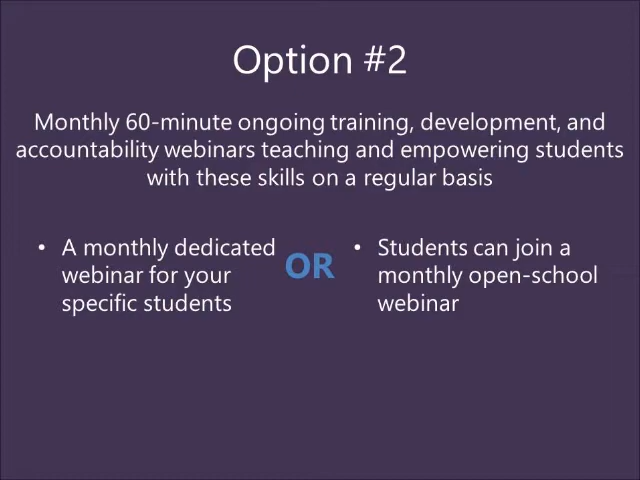 Option #2
Monthly 60-minute ongoing training, development, and
accountability webinars teaching and empowering students
with these skills on a regular basis
• A monthly dedicated
webinar for your
specific students
OR
• Students can join a
monthly open-school
webinar